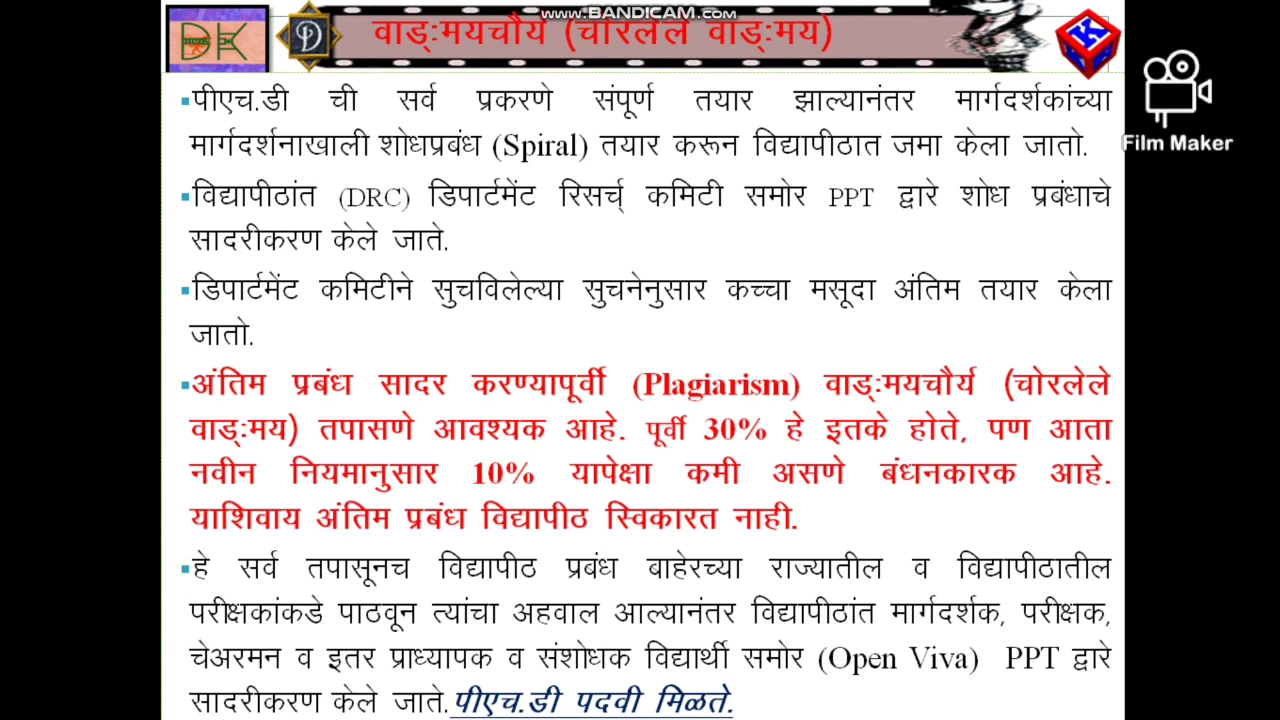 www.BANDICAM.com
वाङ्ःमयचौर्य (चोरलेले वाङ्ःमय)
DK
D
K
Film Maker
▪पीएच.डी ची सर्व प्रकरणे संपूर्ण तयार झाल्यानंतर मार्गदर्शकांच्या
मार्गदर्शनाखाली शोधप्रबंध (Spiral) तयार करून विद्यापीठात जमा केला जातो.
▪विद्यापीठांत (DRC) डिपार्टमेंट रिसर्च् कमिटी समोर PPT द्वारे शोध प्रबंधाचे
सादरीकरण केले जाते.
▪डिपार्टमेंट कमिटीने सुचविलेल्या सुचनेनुसार कच्चा मसूदा अंतिम तयार केला
जातो.
▪अंतिम प्रबंध सादर करण्यापूर्वी (Plagiarism) वाड्ःमयचौर्य (चोरलेले
वाड्ःमय) तपासणे आवश्यक आहे. पूर्वी 30% हे इतके होते, पण आता
नवीन नियमानुसार 10% यापेक्षा कमी असणे बंधनकारक आहे.
याशिवाय अंतिम प्रबंध विद्यापीठ स्विकारत नाही.
▪हे सर्व तपासूनच विद्यापीठ प्रबंध बाहेरच्या राज्यातील व विद्यापीठातील
परीक्षकांकडे पाठवून त्यांचा अहवाल आल्यानंतर विद्यापीठांत मार्गदर्शक, परीक्षक,
चेअरमन व इतर प्राध्यापक व संशोधक विद्यार्थी समोर (Open Viva) PPT द्वारे
सादरीकरण केले जाते. पीएच.डी पदवी मिळते.